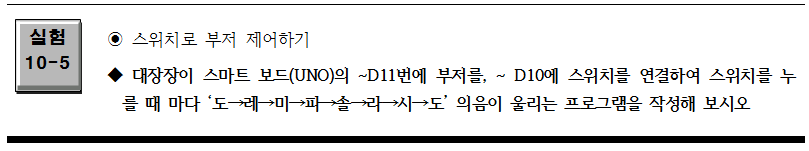 실험
10-5
◉ 스위치로 부저 제어하기
◆ 대장장이 스마트 보드(UNO)의 ~D11번에 부저를, ~ D10에 스위치를 연결하여 스위치를 누
를 때 마다 ‘도→레→미→파→솔→라→시→도’ 의음이 울리는 프로그램을 작성해 보시오